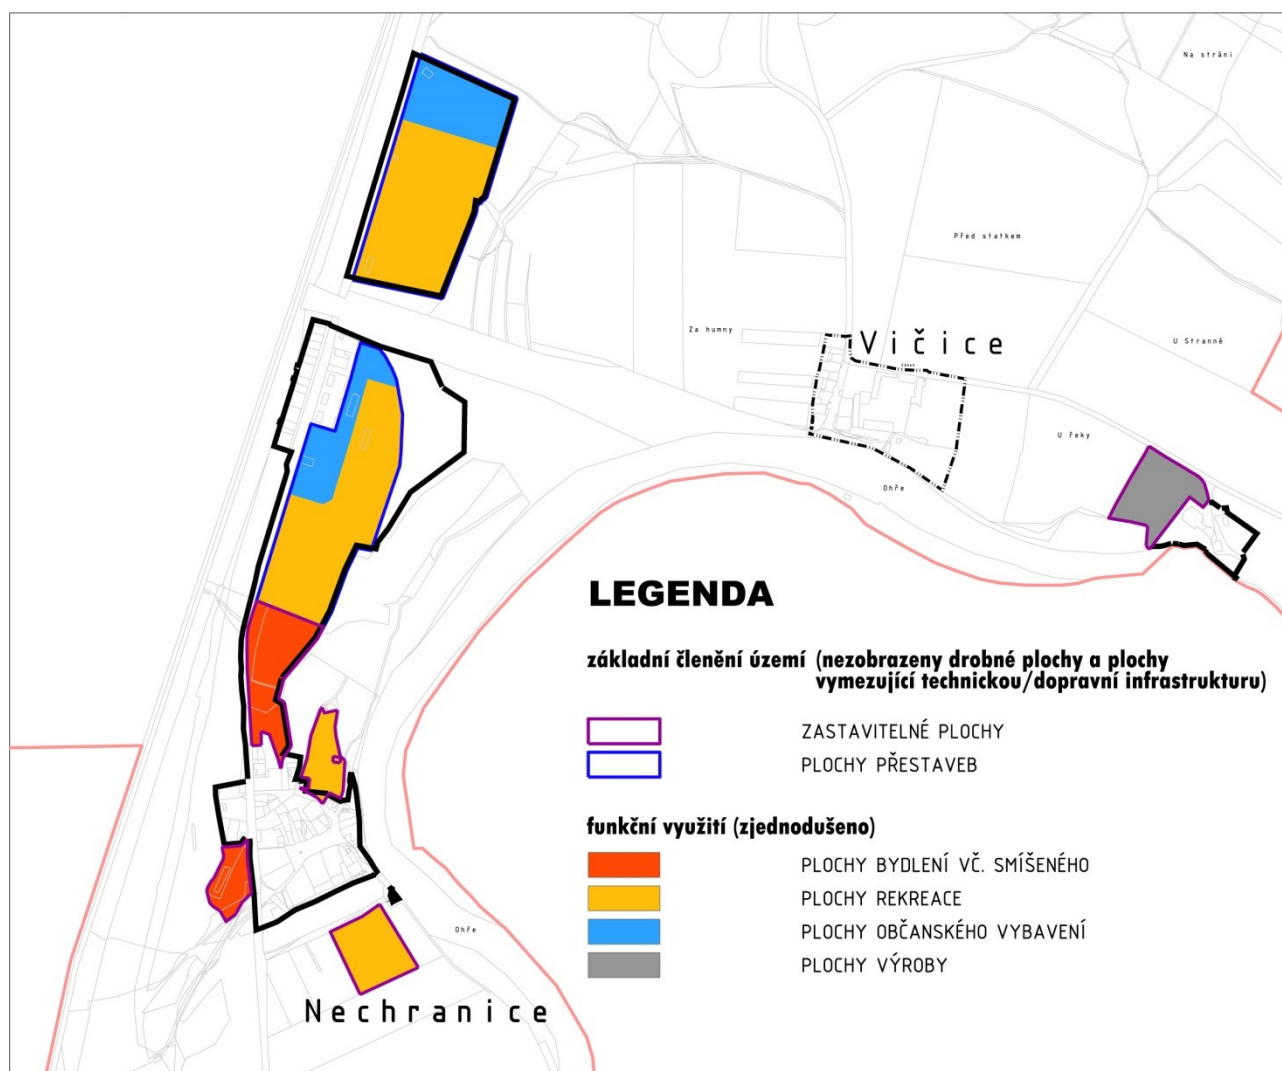 Na stráni
Před statkem
Za humny
Vičice
U Stranné
U řeky
Ohře
LEGENDA
základní členění území (nezobrazeny drobné plochy a plochy
vymezující technickou/dopravní infrastrukturu)
ZASTAVITELNÉ PLOCHY
PLOCHY PŘESTAVEB
funkční využití (zjednodušeno)
PLOCHY BYDLENÍ VČ. SMÍŠENÉHO
PLOCHY REKREACE
PLOCHY OBČANSKÉHO VYBAVENÍ
PLOCHY VÝROBY
Ohře
Nechranice